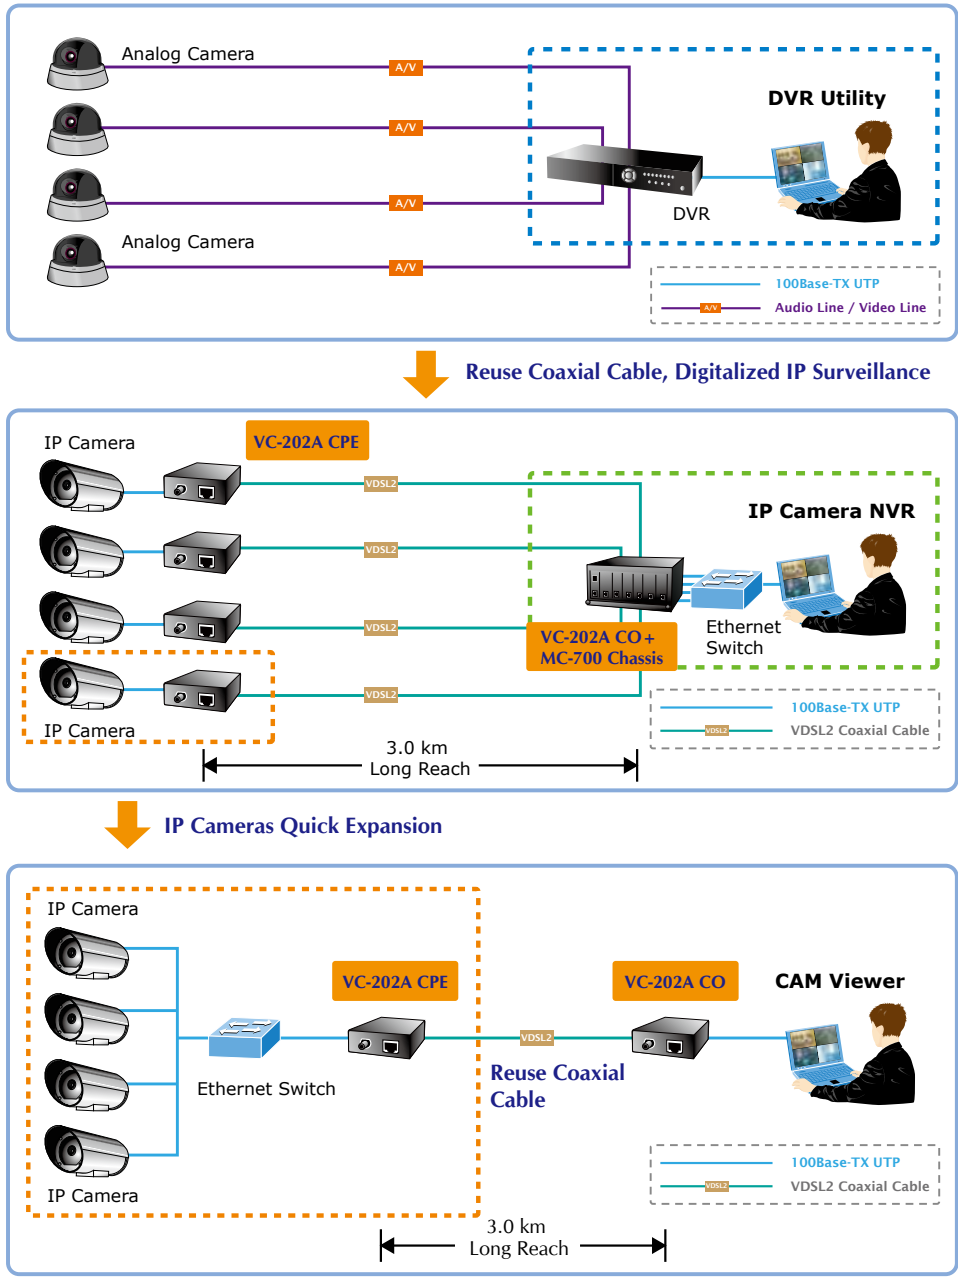 Analog Camera
A/V
DVR Utility
A/V
A/V
DVR
Analog Camera
A/V
100Base-TX UTP
A/V
Audio Line / Video Line
Reuse Coaxial Cable, Digitalized IP Surveillance
IP Camera
VC-202A CPE
VDSL2
IP Camera NVR
VDSL2
VDSL2
VC-202A CO +
MC-700 Chassis
Ethernet
Switch
VDSL2
IP Camera
100Base-TX UTP
VDSL2
VDSL2 Coaxial Cable
3.0 km
Long Reach
IP Cameras Quick Expansion
IP Camera
VC-202A CPE
VC-202A CO
CAM Viewer
VDSL2
Ethernet Switch
Reuse Coaxial
Cable
IP Camera
100Base-TX UTP
VDSL2
VDSL2 Coaxial Cable
3.0 km
Long Reach